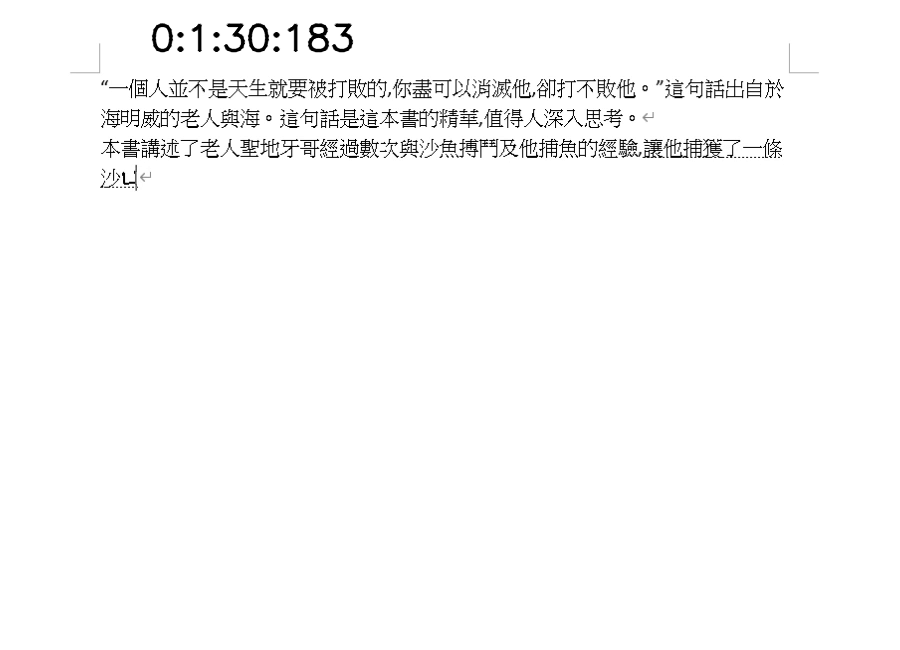 0:1:30:183
“一個人並不是天生就要被打敗的,你盡可以消滅他,卻打不敗他。”這句話出自於
海明威的老人與海。這句話是這本書的精華,值得人深入思考。
本書講述了老人聖地牙哥經過數次與沙魚搏鬥及他捕魚的經驗,讓他捕獲了一條
沙ㄩˊ